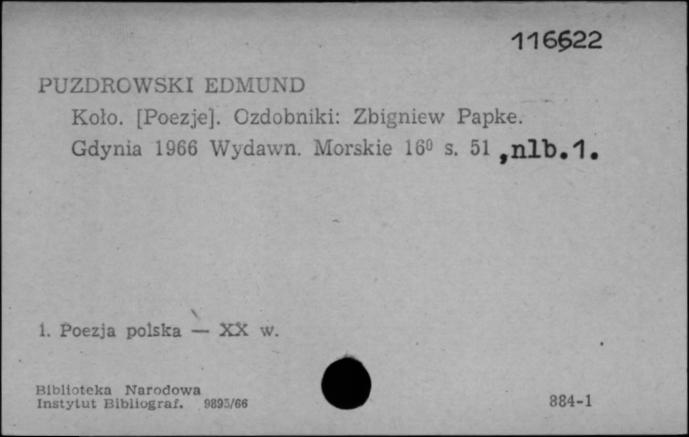 116622
PUZDROWSKI EDMUND
Koło. [Poezje]. Ozdobniki: Zbigniew Papke.
Gdynia 1966 Wydawn. Morskie 16⁰ s. 51 ,nlb.1.
1. Poezja polska — XX w.
Biblioteka Narodowa
Instytut Bibliograf. 9895/66
884-1